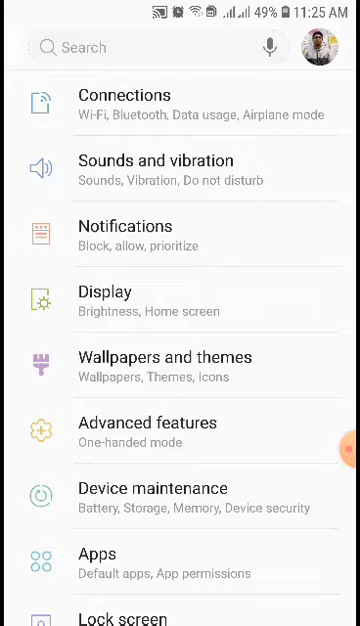 49% 11:25 AM
Search
Connections
Wi-Fi, Bluetooth, Data usage, Airplane mode
Sounds and vibration
Sounds, Vibration, Do not disturb
Notifications
Block, allow, prioritize
Display
Brightness, Home screen
Wallpapers and themes
Wallpapers, Themes, Icons
Advanced features
One-handed mode
Device maintenance
Battery, Storage, Memory, Device security
Apps
Default apps, App permissions
Lock screen